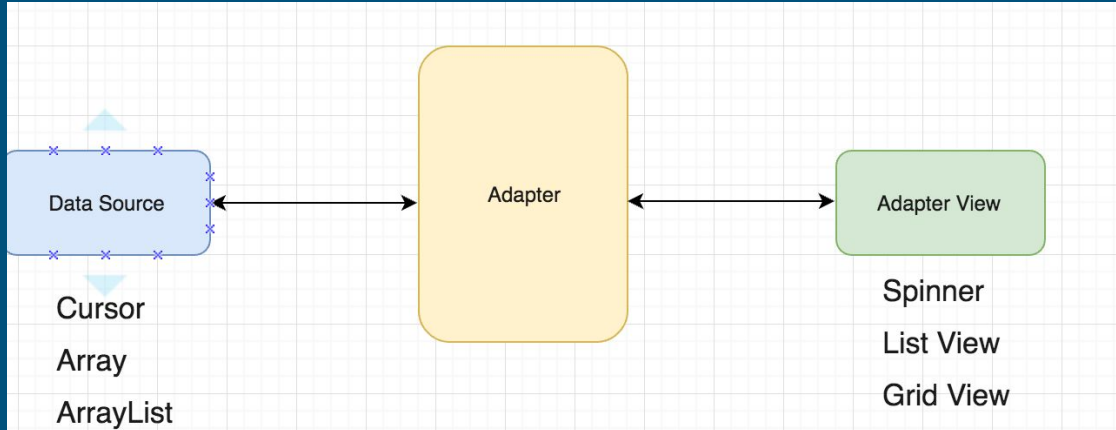 Data Source
Adapter
Adapter View
Cursor
Array
ArrayList
Spinner
List View
Grid View